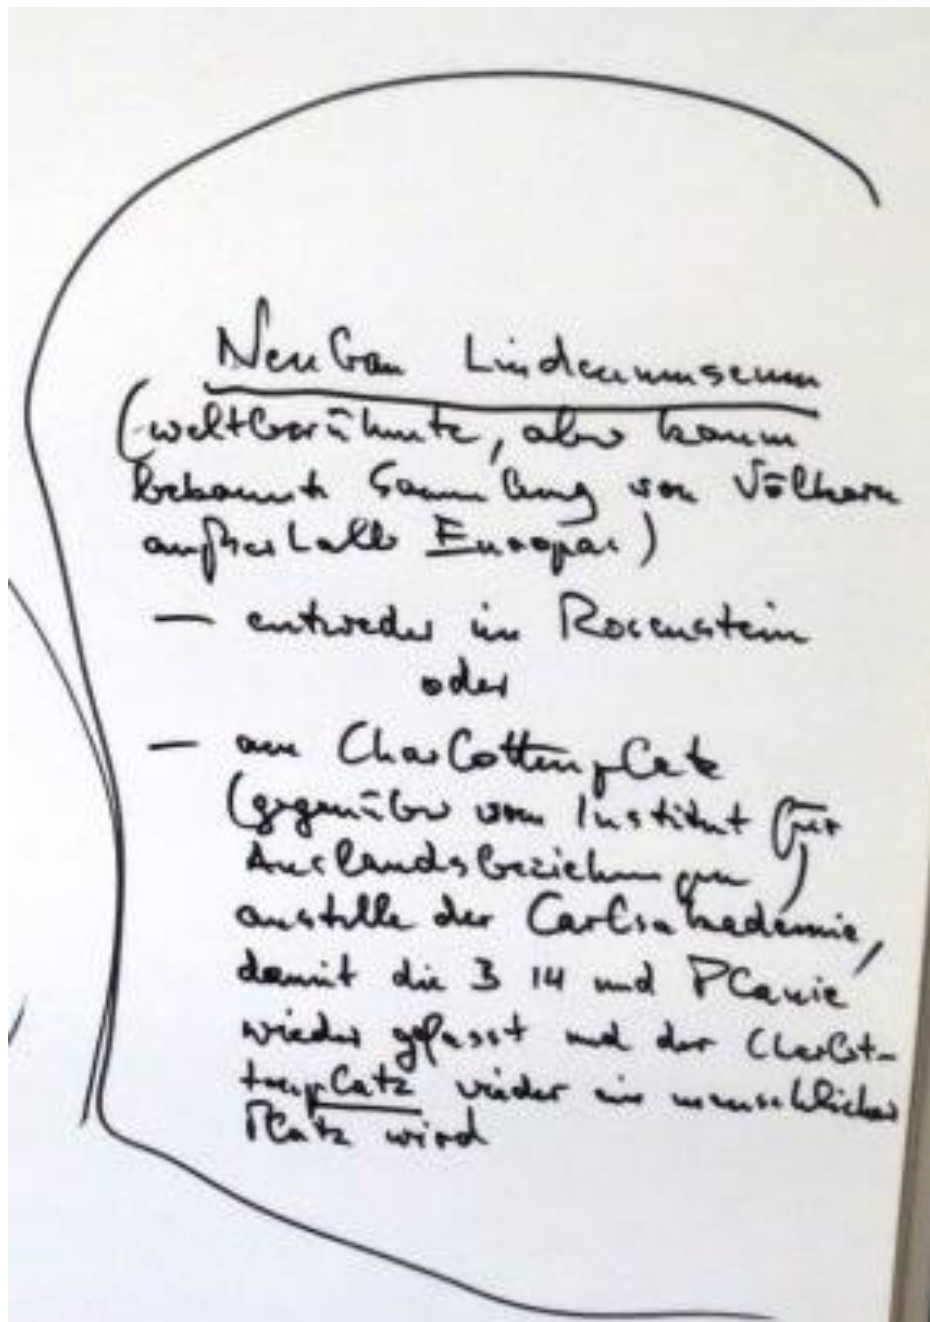 Neubau Lindenmuseum
(weltberühmte, aber kaum
bekannte Sammlung von Völkern
außerhalb Europas)
— entweder im Rosenstein
oder
— am Charlottenplatz
(gegenüber vom Institut für
Auslandsbeziehungen)
anstelle der Carlsakademie,
damit die B 14 und Planie
wieder gefasst und der Charlot-
tenplatz wieder ein menschlicher
Platz wird